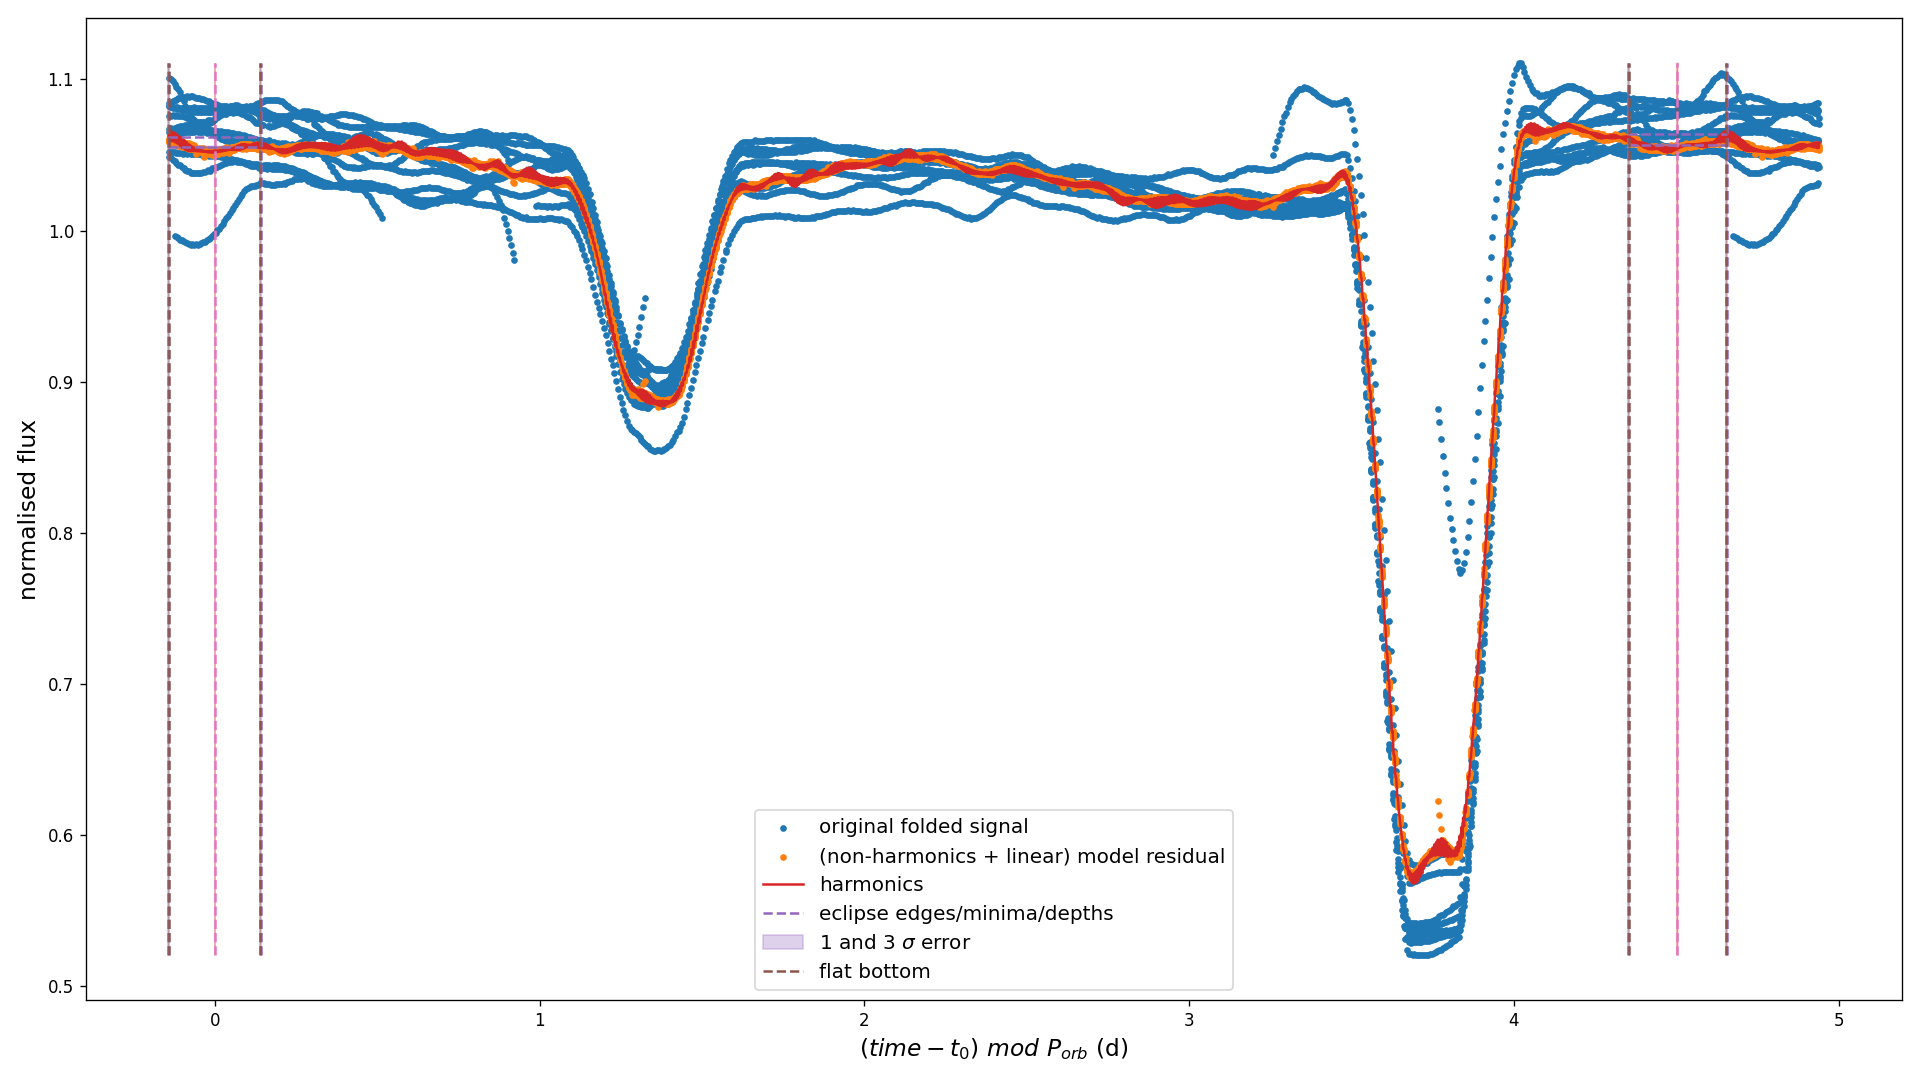 1.1
1.0
0.9
0.8
0.7
0.6
0.5
normalised flux
original folded signal
(non-harmonics + linear) model residual
harmonics
eclipse edges/minima/depths
1 and 3 σ error
flat bottom
0 1 2 3 4 5
(time − t₀) mod Pₒᵣb (d)